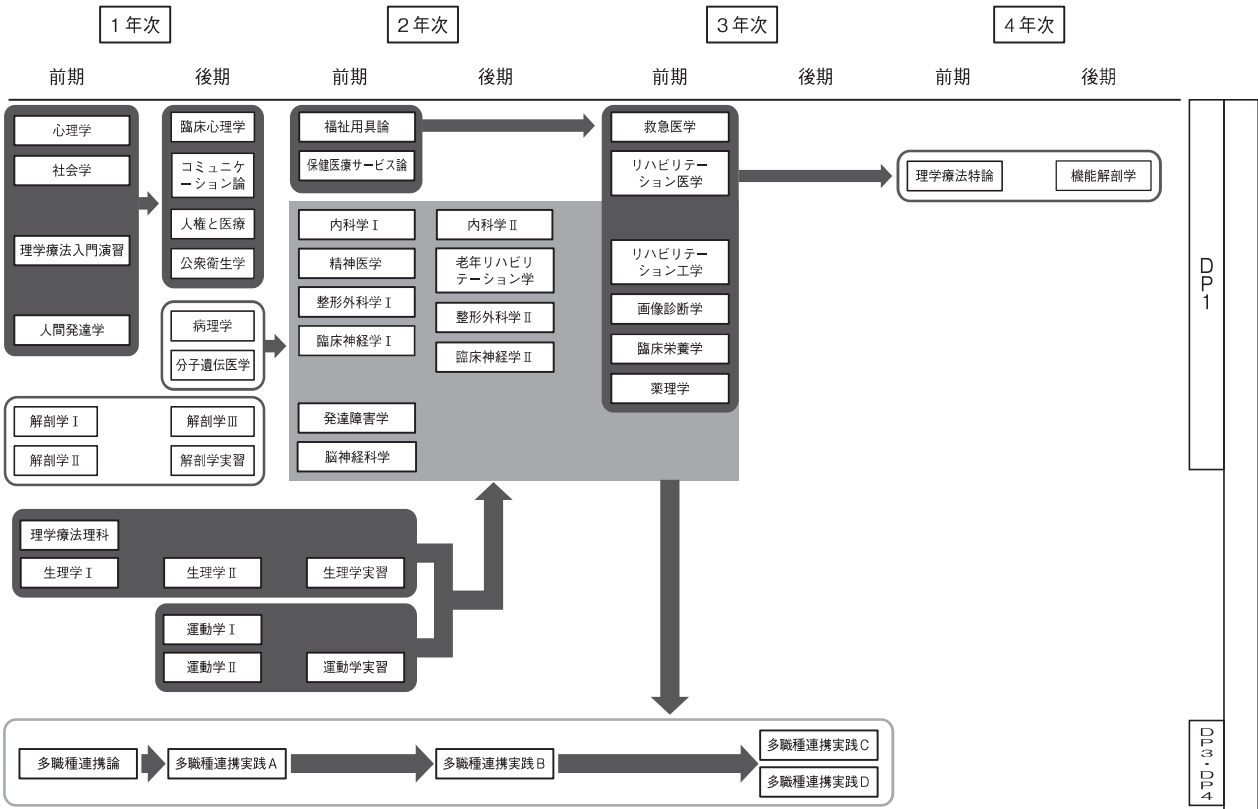 1年次
2年次
3年次
4年次
前期
後期
前期
後期
前期
後期
前期
後期
心理学
社会学
理学療法入門演習
人間発達学
臨床心理学
コミュニケ
ーション論
人権と医療
公衆衛生学
病理学
分子遺伝医学
解剖学Ⅰ
解剖学Ⅲ
解剖学Ⅱ
解剖学実習
福祉用具論
保健医療サービス論
内科学Ⅰ
精神医学
整形外科学Ⅰ
臨床神経学Ⅰ
発達障害学
脳神経科学
内科学Ⅱ
老年リハビリ
テーション学
整形外科学Ⅱ
臨床神経学Ⅱ
救急医学
リハビリテー
ション医学
リハビリテー
ション工学
画像診断学
臨床栄養学
薬理学
理学療法特論
機能解剖学
理学療法理科
生理学Ⅰ
生理学Ⅱ
生理学実習
運動学Ⅰ
運動学Ⅱ
運動学実習
多職種連携論
多職種連携実践A
多職種連携実践B
多職種連携実践C
多職種連携実践D
DP1
DP3・DP4